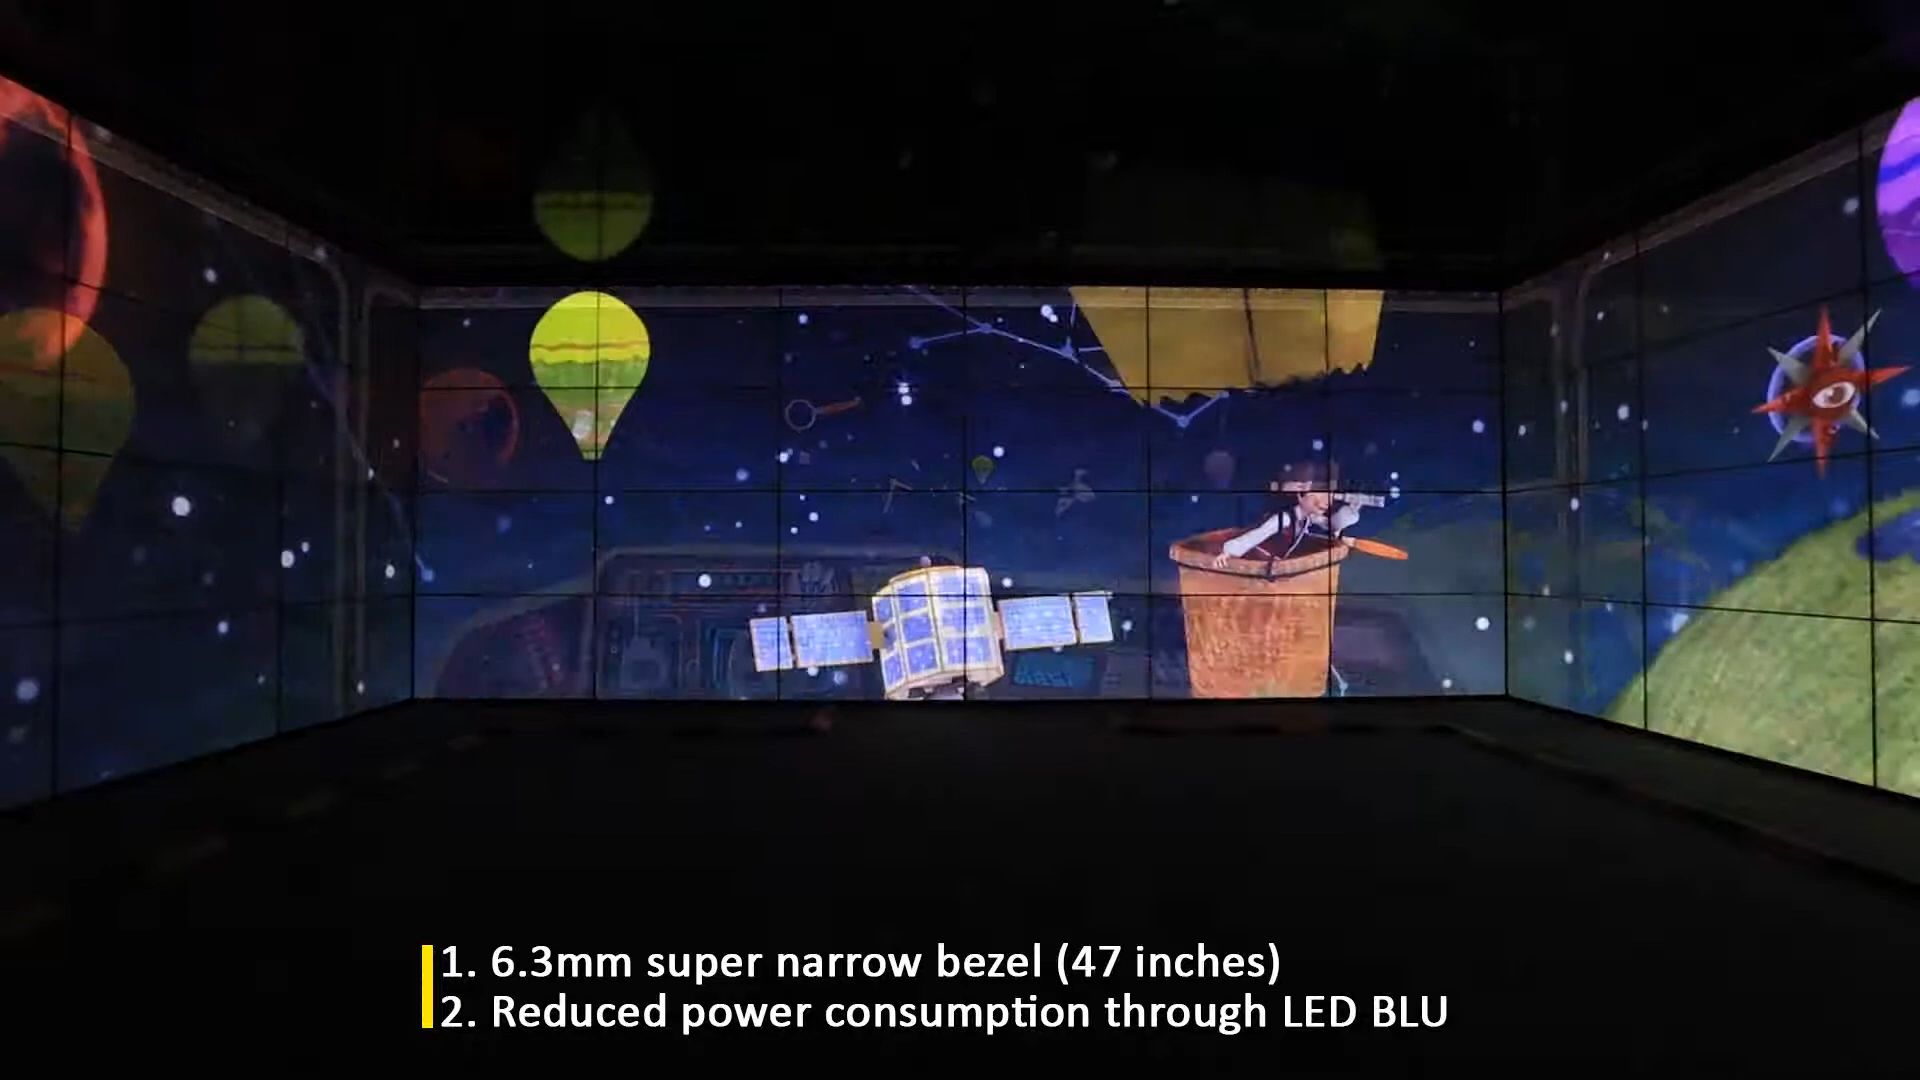 1. 6.3mm super narrow bezel (47 inches)
2. Reduced power consumption through LED BLU